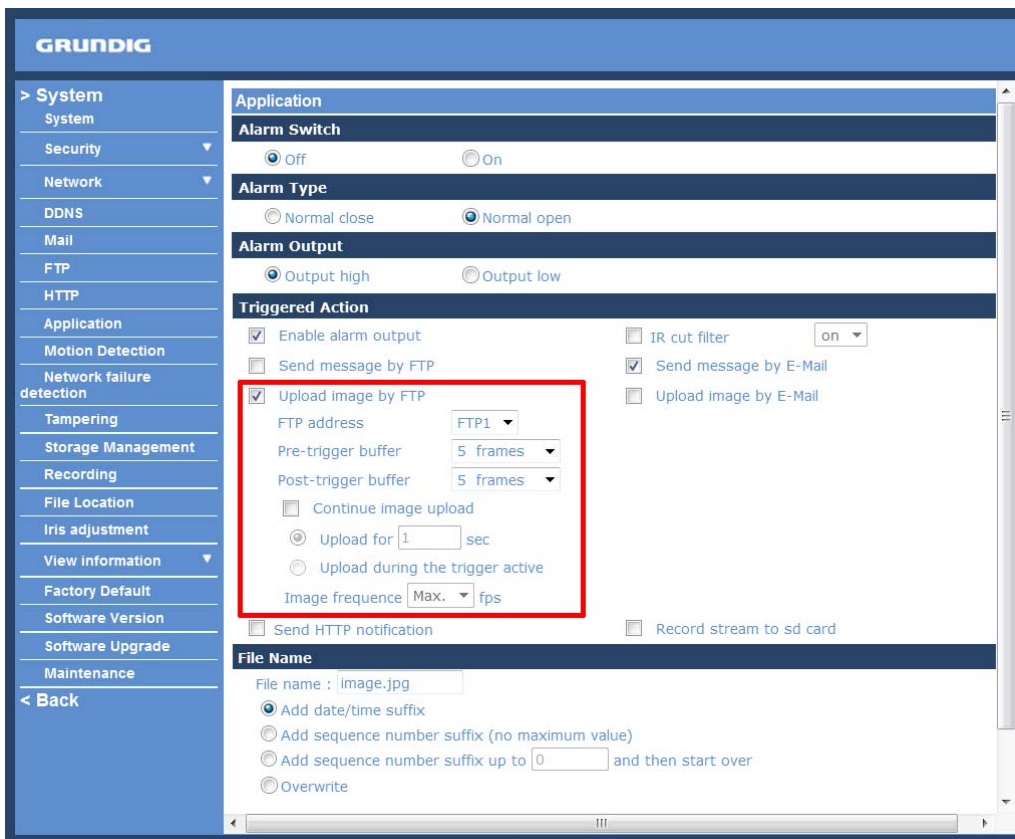 GRUNDIG
> System
System
Security
Network
DDNS
Mail
FTP
HTTP
Application
Motion Detection
Network failure
detection
Tampering
Storage Management
Recording
File Location
Iris adjustment
View information
Factory Default
Software Version
Software Upgrade
Maintenance
< Back
Application
Alarm Switch
Off On
Alarm Type
Normal close Normal open
Alarm Output
Output high Output low
Triggered Action
Enable alarm output IR cut filter on
Send message by FTP Send message by E-Mail
Upload image by FTP Upload image by E-Mail
FTP address FTP1
Pre-trigger buffer 5 frames
Post-trigger buffer 5 frames
Continue image upload
Upload for 1 sec
Upload during the trigger active
Image frequence Max. fps
Send HTTP notification Record stream to sd card
File Name
File name : image.jpg
Add date/time suffix
Add sequence number suffix (no maximum value)
Add sequence number suffix up to 0 and then start over
Overwrite